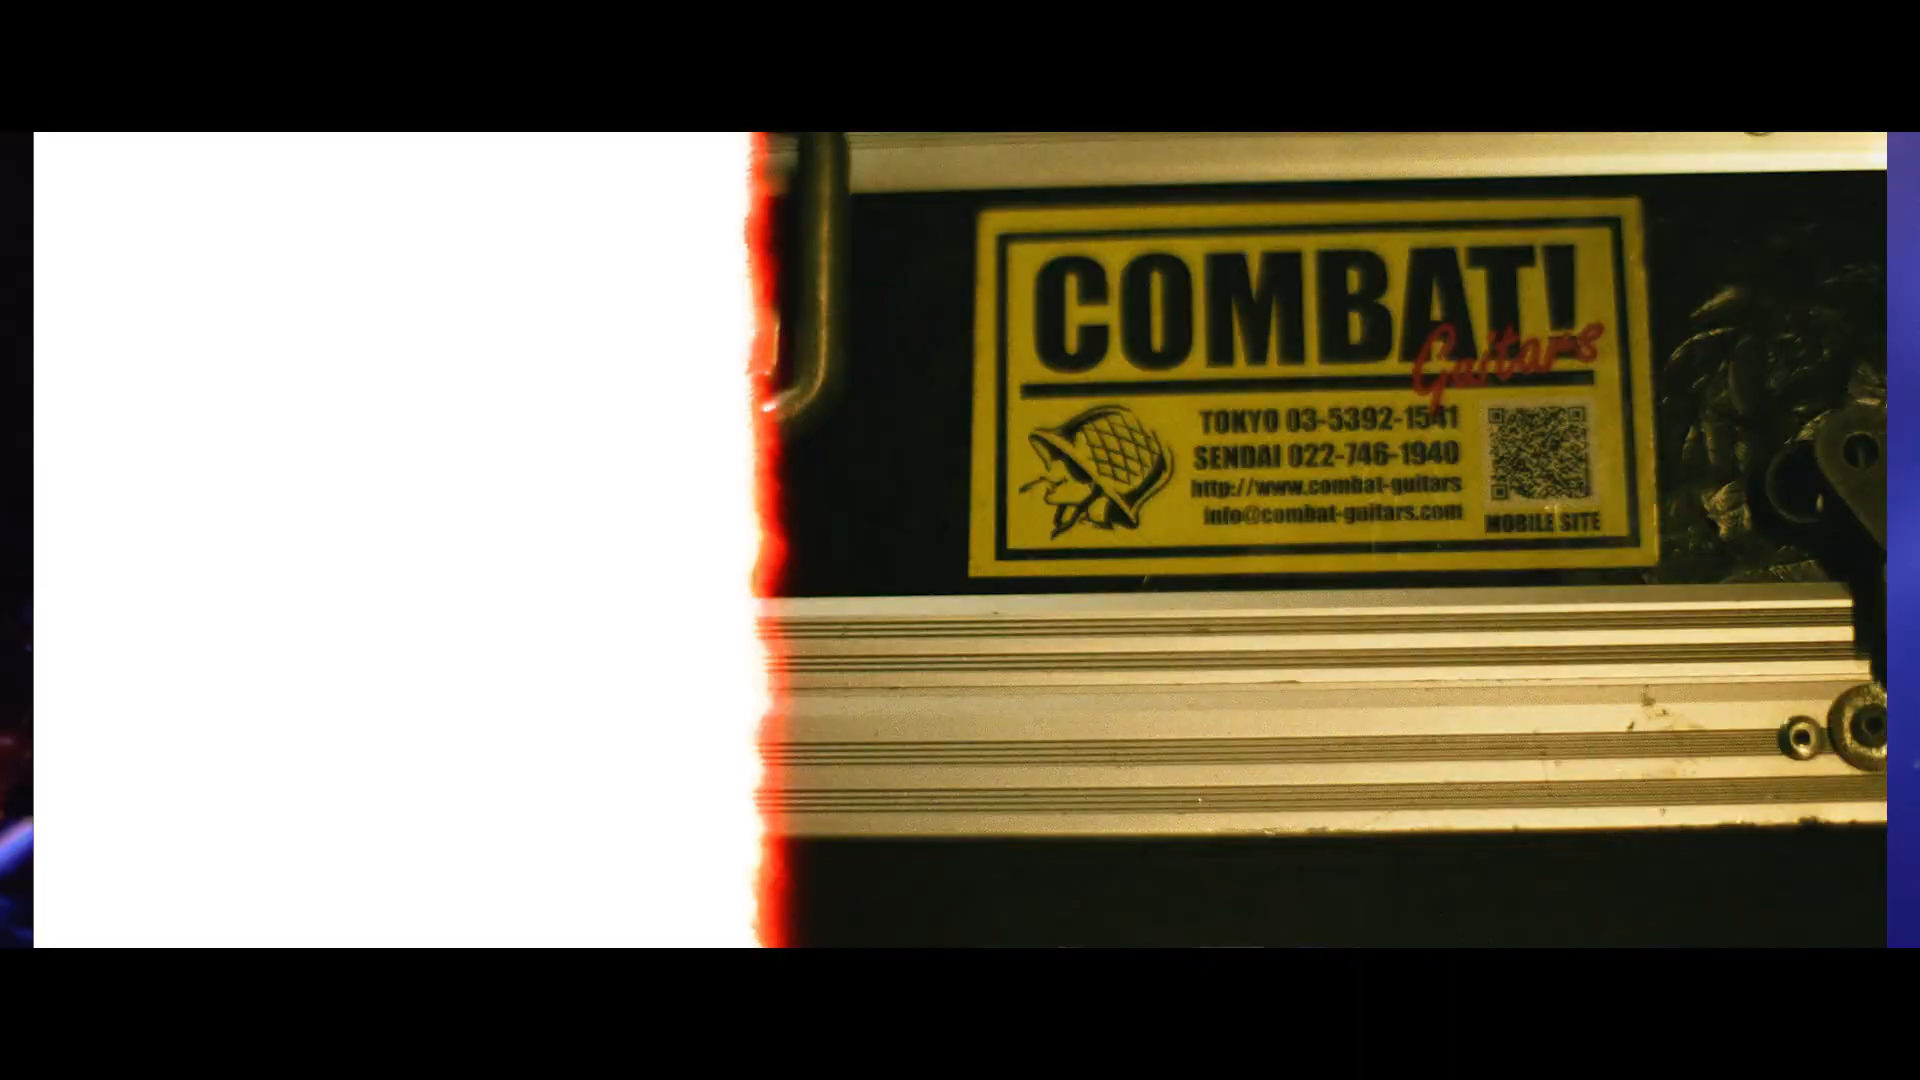 COMBAT!
Guitars
TOKYO 03-5392-1541
SENDAI 022-746-1940
http://www.combat-guitars
info@combat-guitars.com
MOBILE SITE